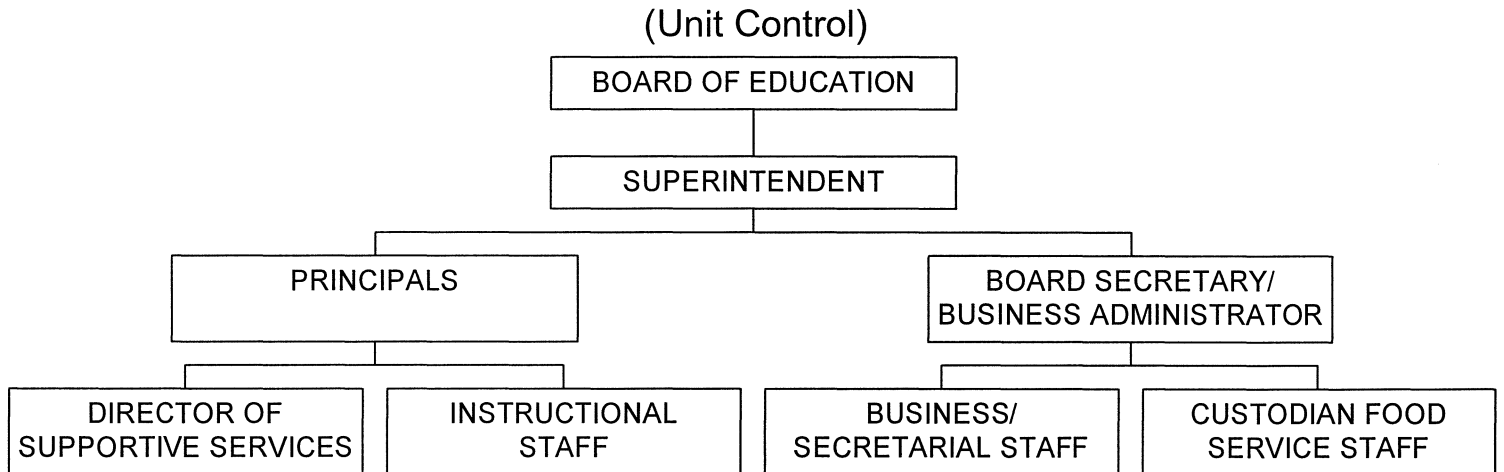 (Unit Control)
BOARD OF EDUCATION
SUPERINTENDENT
PRINCIPALS
BOARD SECRETARY/
BUSINESS ADMINISTRATOR
DIRECTOR OF
SUPPORTIVE SERVICES
INSTRUCTIONAL
STAFF
BUSINESS/
SECRETARIAL STAFF
CUSTODIAN FOOD
SERVICE STAFF